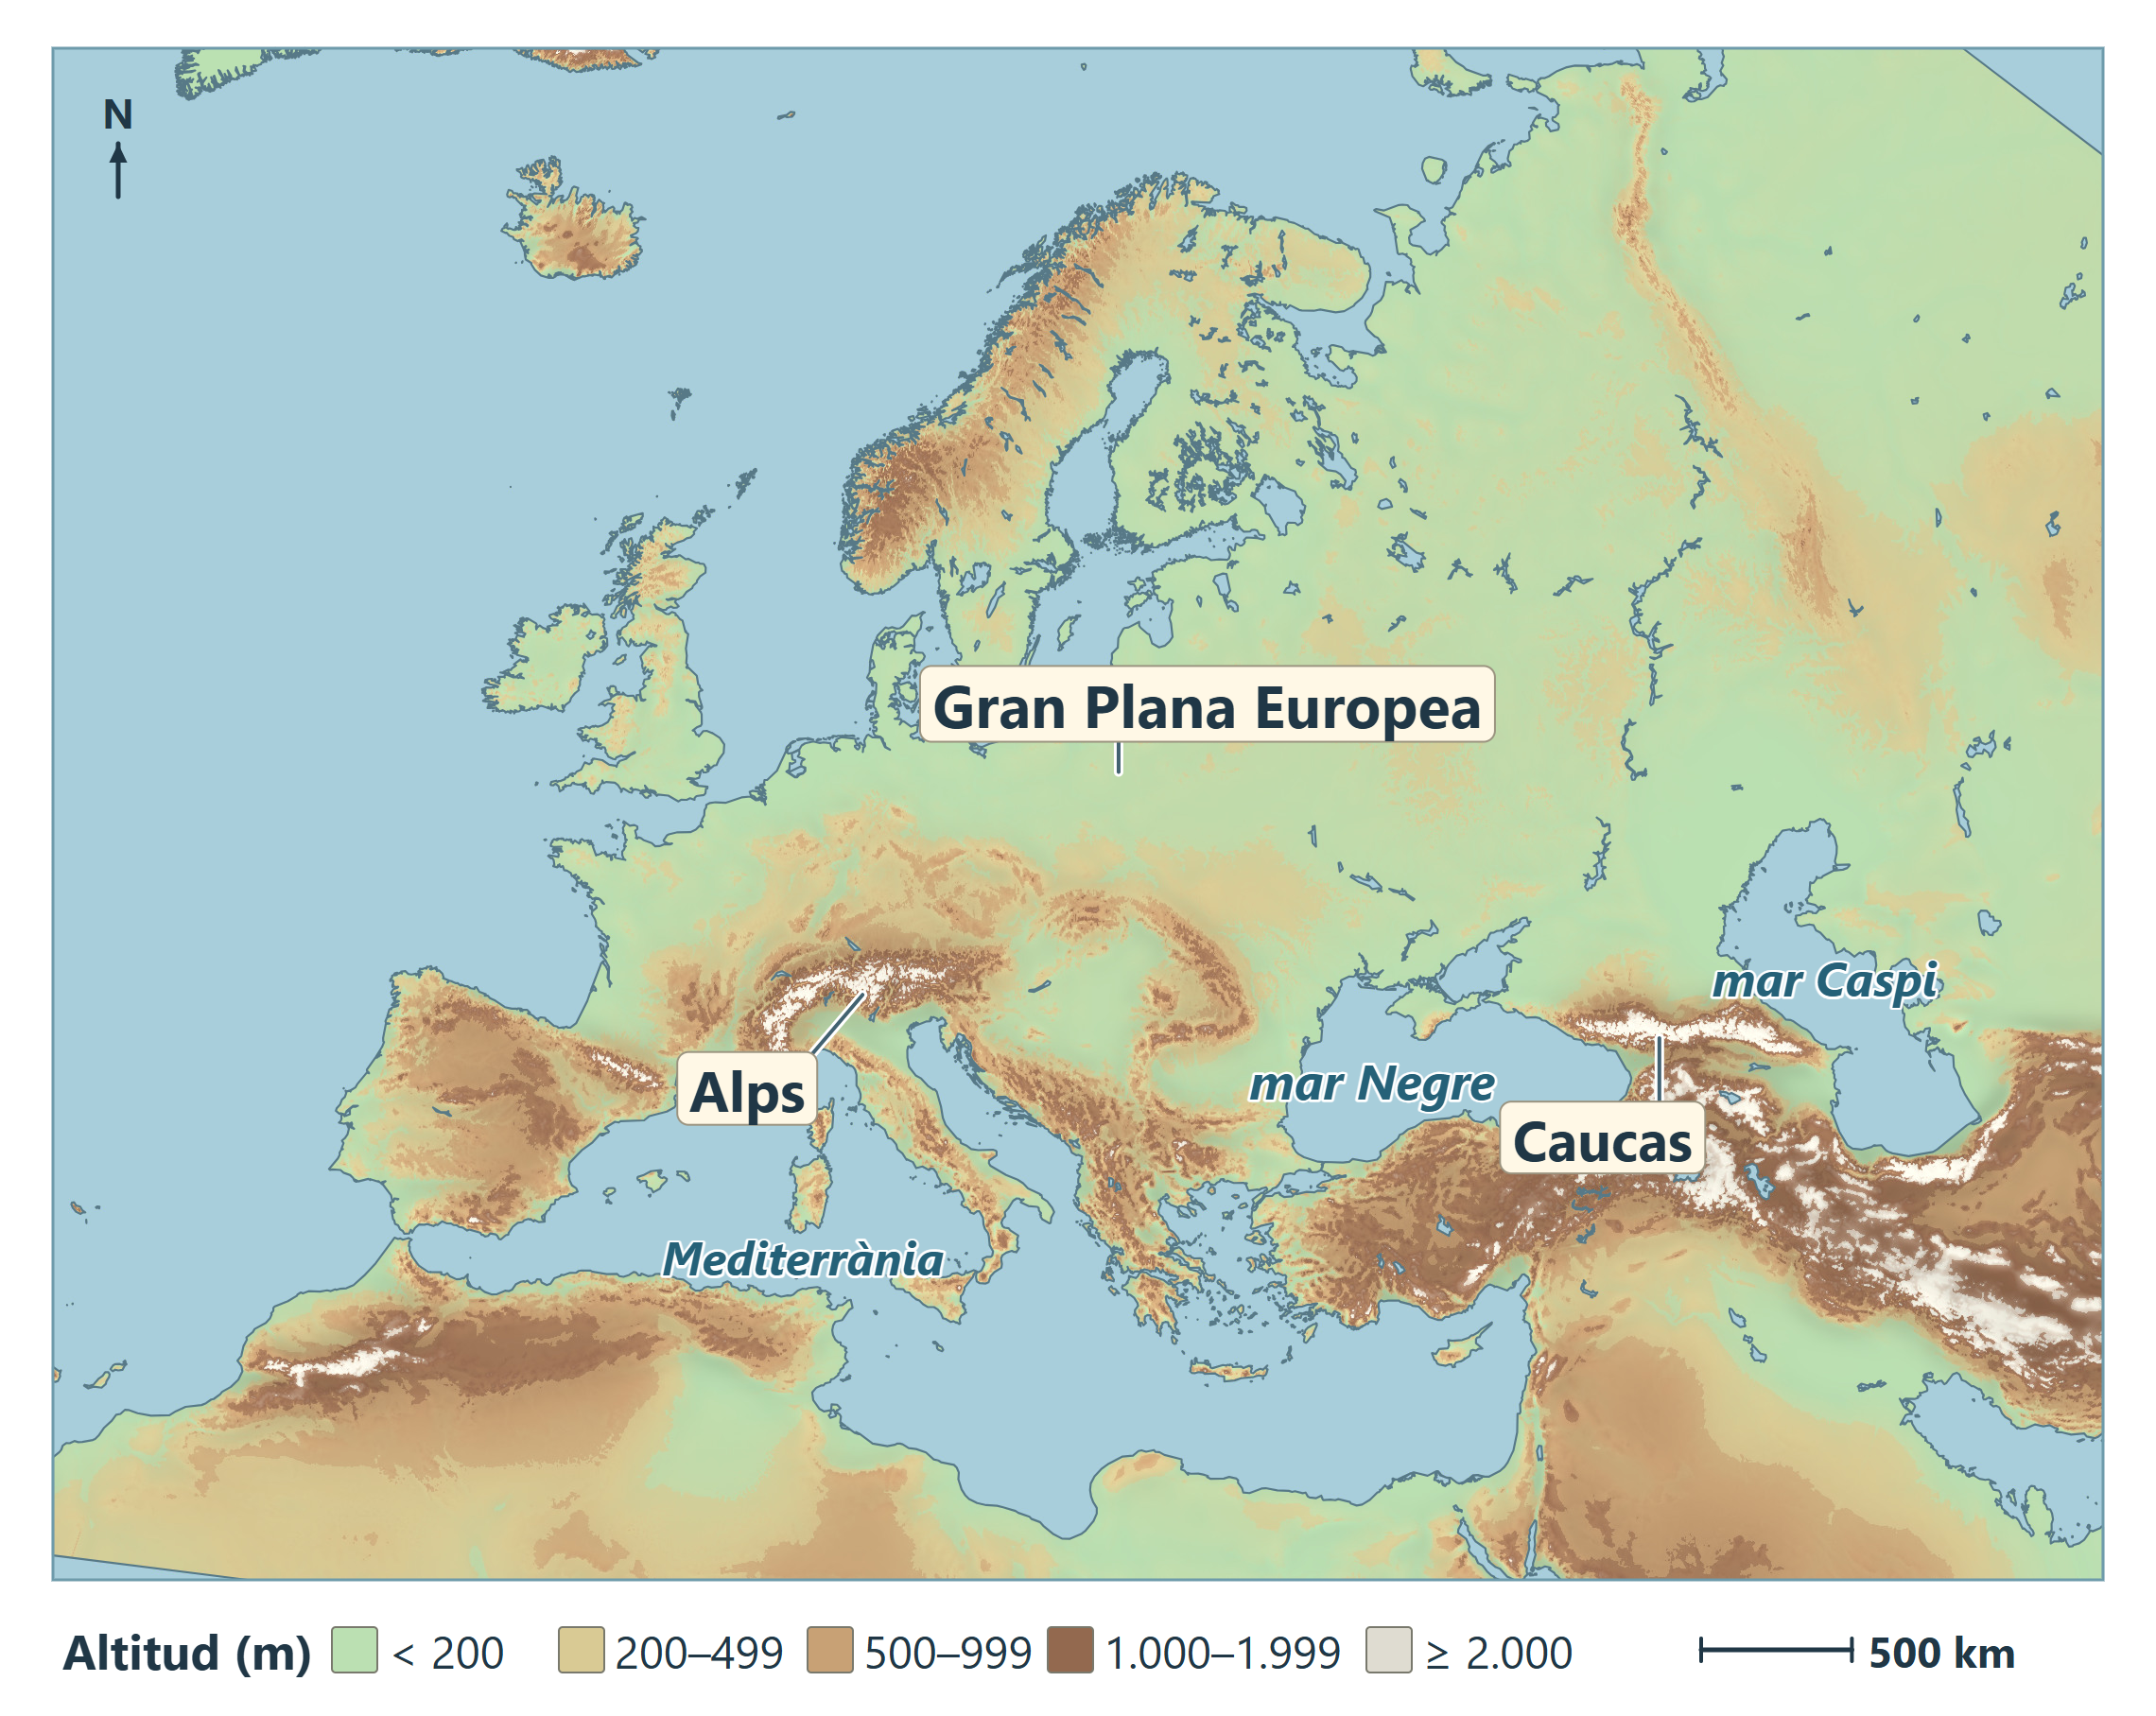 N
Gran Plana Europea
mar Caspi
mar Negre
Alps
Caucas
Mediterrània
Altitud (m) < 200 200–499 500–999 1.000–1.999 ≥ 2.000 500 km